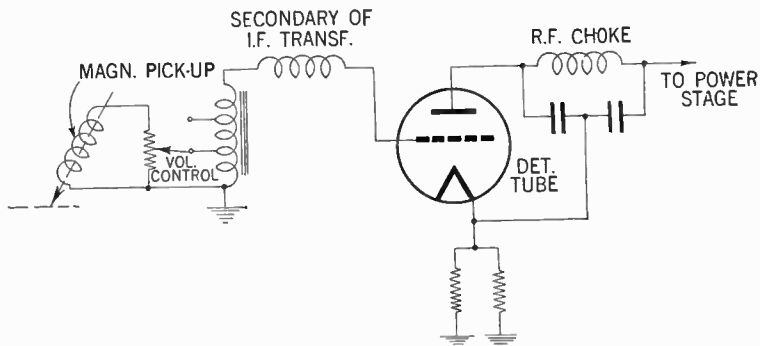 SECONDARY OF
I.F. TRANSF.
R.F. CHOKE
MAGN. PICK-UP
TO POWER
STAGE
VOL.
CONTROL
DET.
TUBE